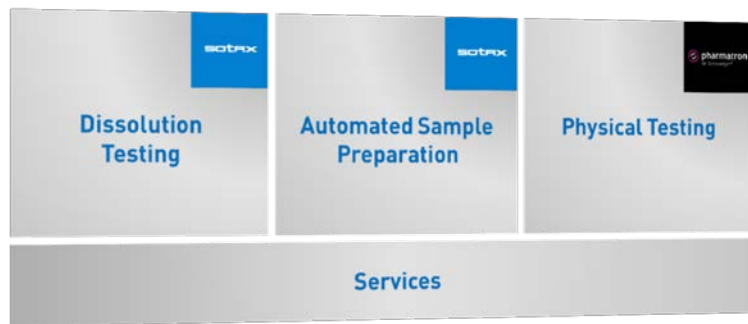 SOTAX
Dissolution
Testing
SOTAX
Automated Sample
Preparation
pharmatron
Physical Testing
Services